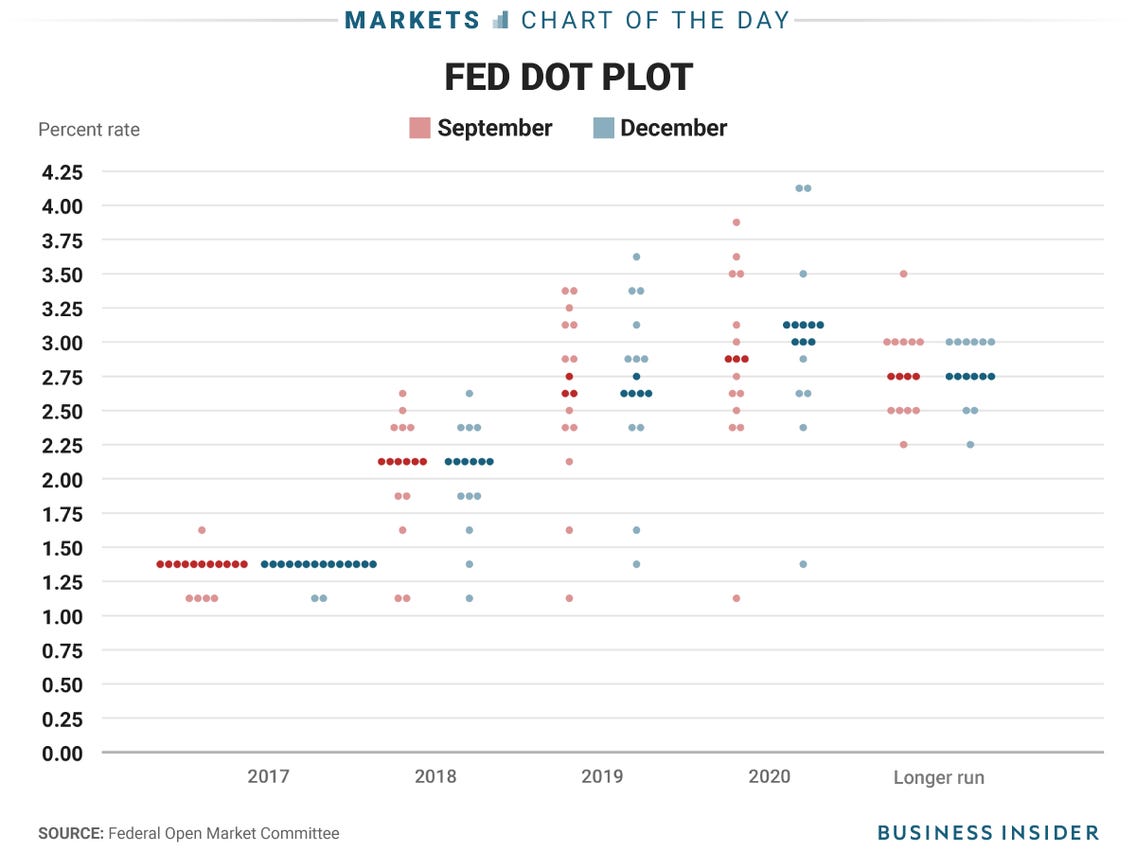 MARKETS CHART OF THE DAY
FED DOT PLOT
Percent rate
September December
4.25
4.00
3.75
3.50
3.25
3.00
2.75
2.50
2.25
2.00
1.75
1.50
1.25
1.00
0.75
0.50
0.25
0.00
2017 2018 2019 2020 Longer run
SOURCE: Federal Open Market Committee
BUSINESS INSIDER